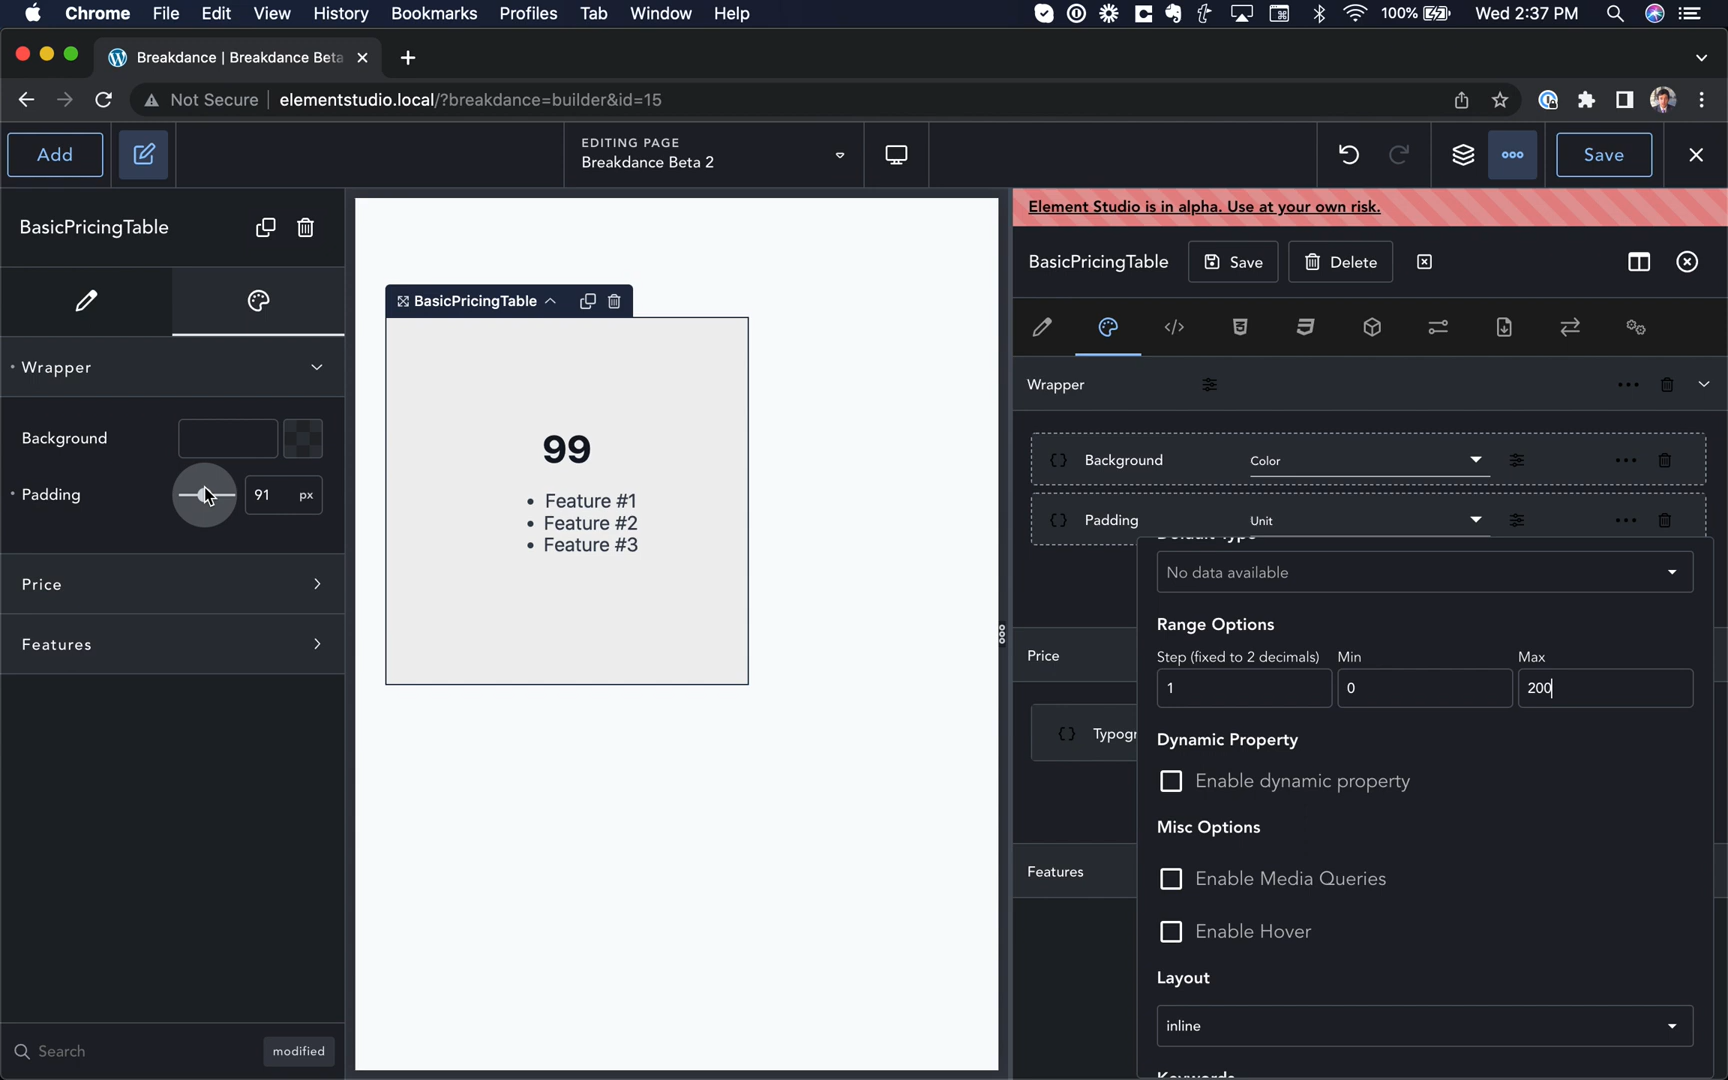 Chrome File Edit View History Bookmarks Profiles Tab Window Help 100% Wed 2:37 PM
Breakdance | Breakdance Beta
Not Secure elementstudio.local/?breakdance=builder&id=15
Add
EDITING PAGE
Breakdance Beta 2
Save
BasicPricingTable
Wrapper
Background
Padding 91 px
Price
Features
Search modified
BasicPricingTable
99
• Feature #1
• Feature #2
• Feature #3
Element Studio is in alpha. Use at your own risk.
BasicPricingTable Save Delete
Wrapper
{} Background Color
{} Padding Unit
Default Type
No data available
Range Options
Step (fixed to 2 decimals) Min Max
1 0 200
Price
{} Typogr
Dynamic Property
Enable dynamic property
Misc Options
Features
Enable Media Queries
Enable Hover
Layout
inline
Keywords